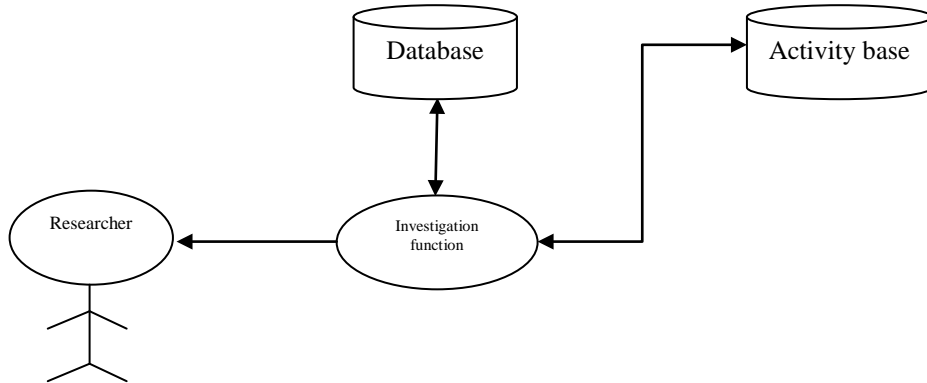 Database
Activity base
Researcher
Investigation
function